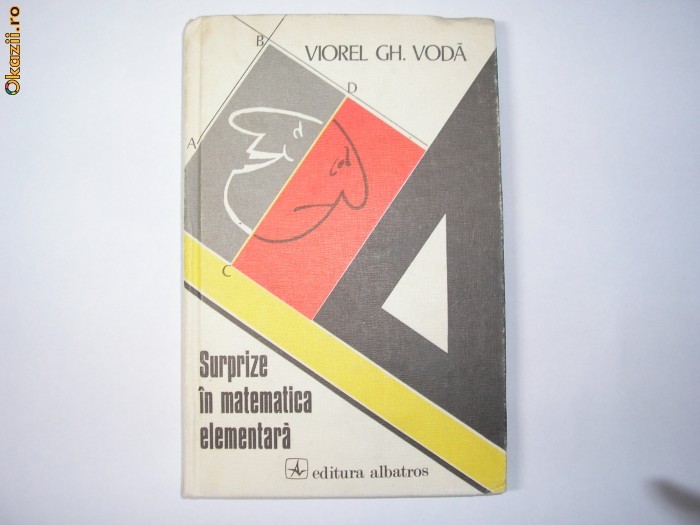 Okazii.ro
VIOREL GH. VODĂ
B
D
A
C
Surprize
în matematica
elementară
editura albatros